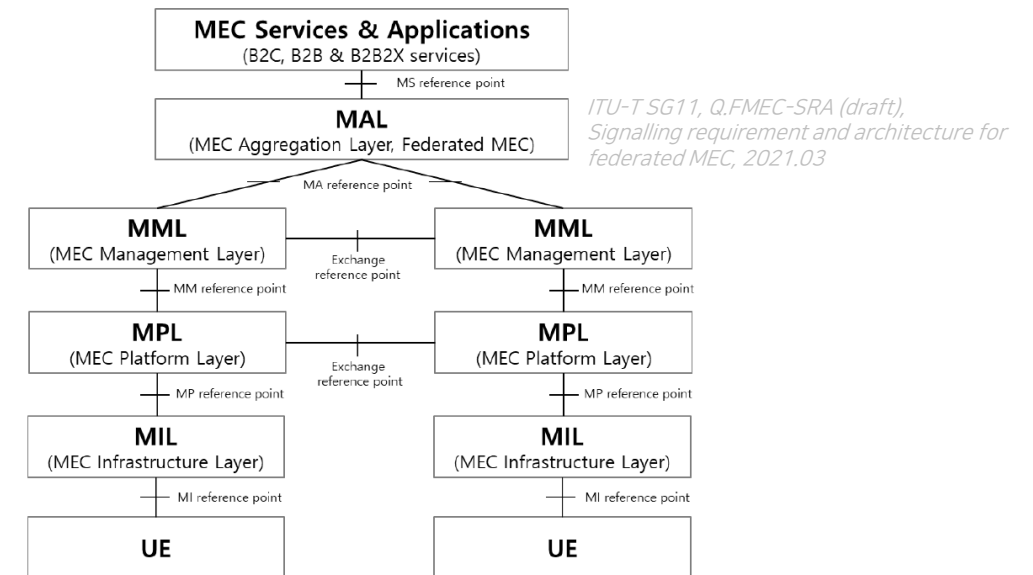 MEC Services & Applications
(B2C, B2B & B2B2X services)
MS reference point
MAL
(MEC Aggregation Layer, Federated MEC)
ITU-T SG11, Q.FMEC-SRA (draft),
Signalling requirement and architecture for
federated MEC, 2021.03
MA reference point
MML
(MEC Management Layer)
MML
(MEC Management Layer)
Exchange
reference point
MM reference point
MM reference point
MPL
(MEC Platform Layer)
MPL
(MEC Platform Layer)
Exchange
reference point
MP reference point
MP reference point
MIL
(MEC Infrastructure Layer)
MIL
(MEC Infrastructure Layer)
MI reference point
MI reference point
UE
UE